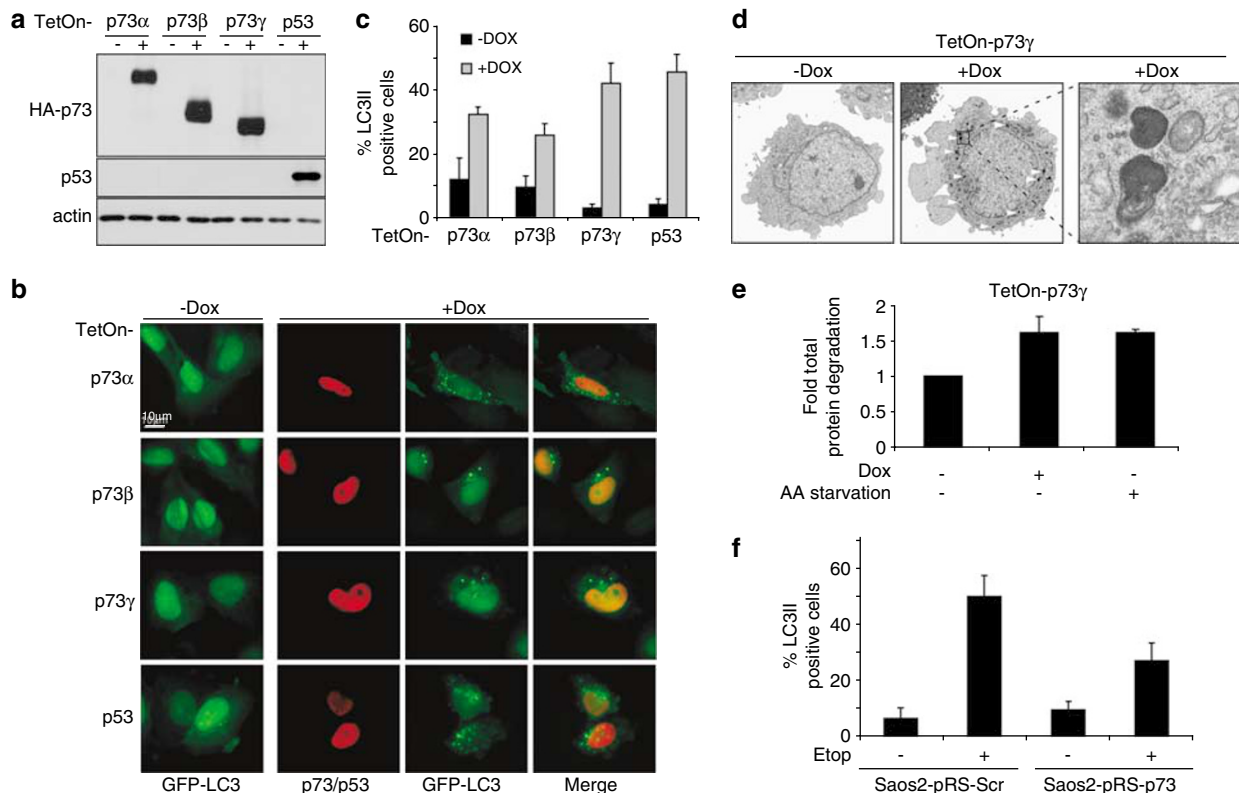 a
TetOn- p73α p73β p73γ p53
- + - + - + - +
HA-p73
p53
actin
b
-Dox +Dox
TetOn-
p73α
10μm
p73β
p73γ
p53
GFP-LC3 p73/p53 GFP-LC3 Merge
c
60
40
20
0
% LC3II
positive cells
-DOX
+DOX
TetOn- p73α p73β p73γ p53
d
TetOn-p73γ
-Dox +Dox +Dox
e
TetOn-p73γ
Fold total
protein degradation
2
1.5
1
0.5
0
Dox - + -
AA starvation - - +
f
% LC3II
positive cells
60
40
20
0
Etop - + - +
Saos2-pRS-Scr Saos2-pRS-p73